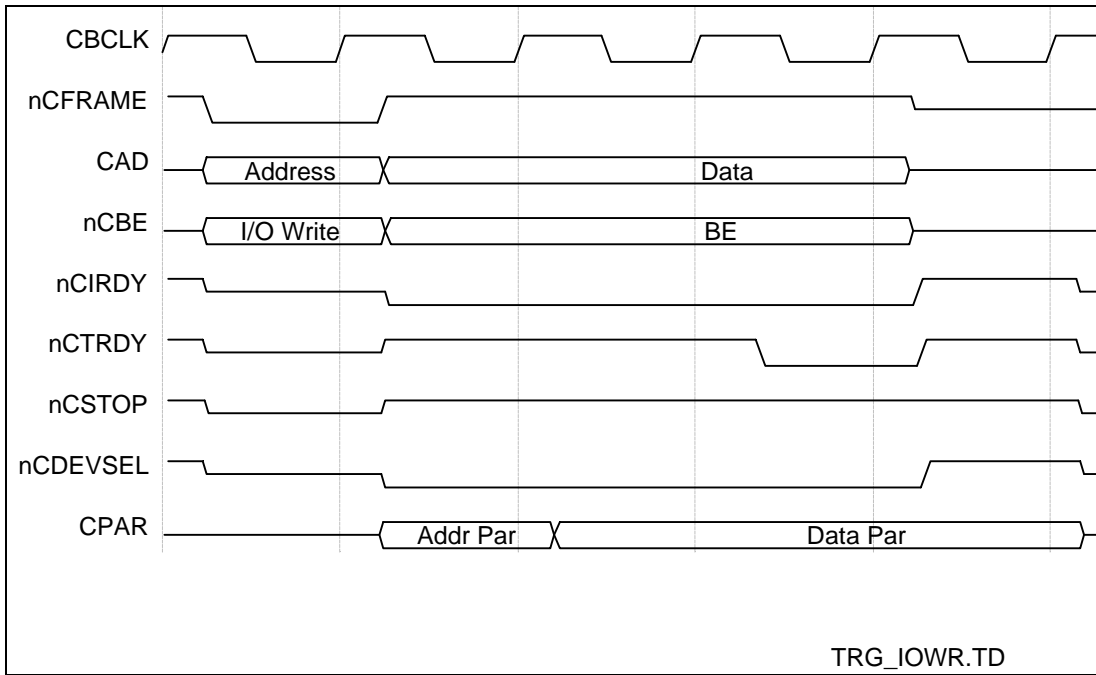 CBCLK
nCFRAME
CAD Address Data
nCBE I/O Write BE
nCIRDY
nCTRDY
nCSTOP
nCDEVSEL
CPAR Addr Par Data Par
TRG_IOWR.TD